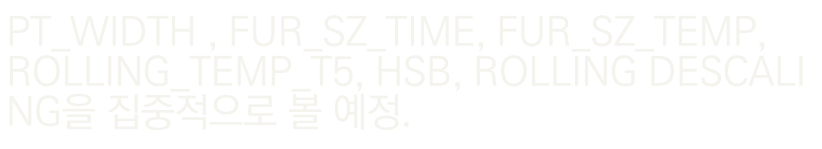 PT_WIDTH , FUR_SZ_TIME, FUR_SZ_TEMP,
ROLLING_TEMP_T5, HSB, ROLLING DESCALI
NG을 집중적으로 볼 예정.